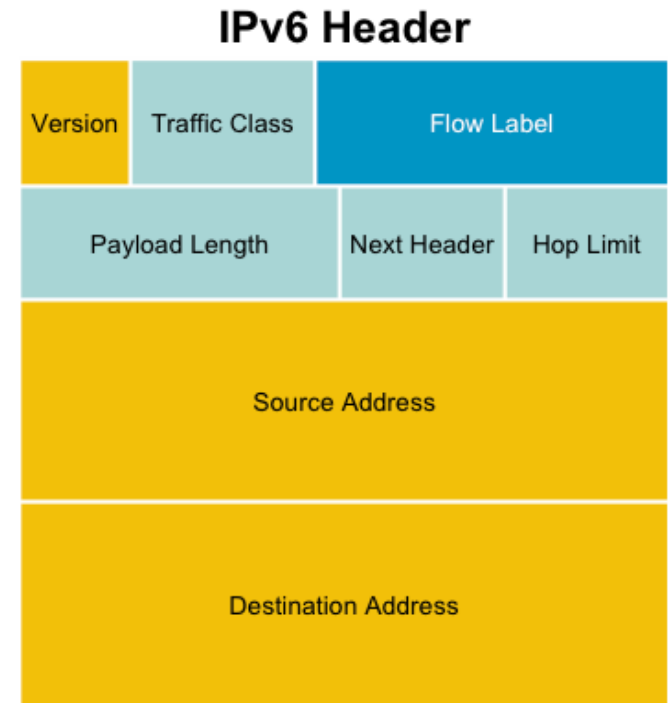 IPv6 Header
Version Traffic Class Flow Label
Payload Length Next Header Hop Limit
Source Address
Destination Address